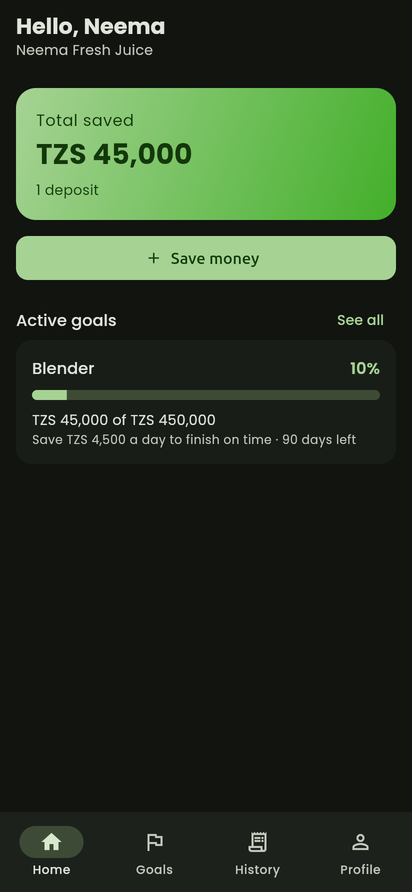 Hello, Neema
Neema Fresh Juice
Total saved
TZS 45,000
1 deposit
+ Save money
Active goals See all
Blender 10%
TZS 45,000 of TZS 450,000
Save TZS 4,500 a day to finish on time · 90 days left
Home Goals History Profile